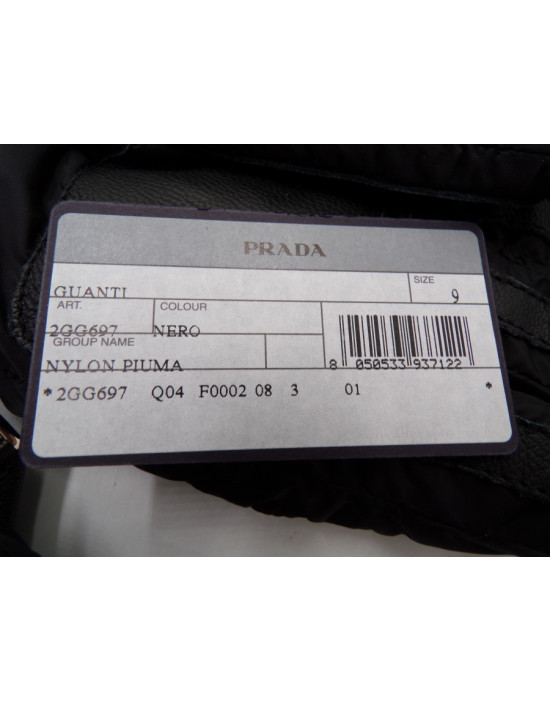 PRADA
GUANTI
SIZE
9
ART.
COLOUR
2GG697
NERO
GROUP NAME
NYLON PIUMA
8 050533 937122
* 2GG697 Q04 F0002 08 3 01 *